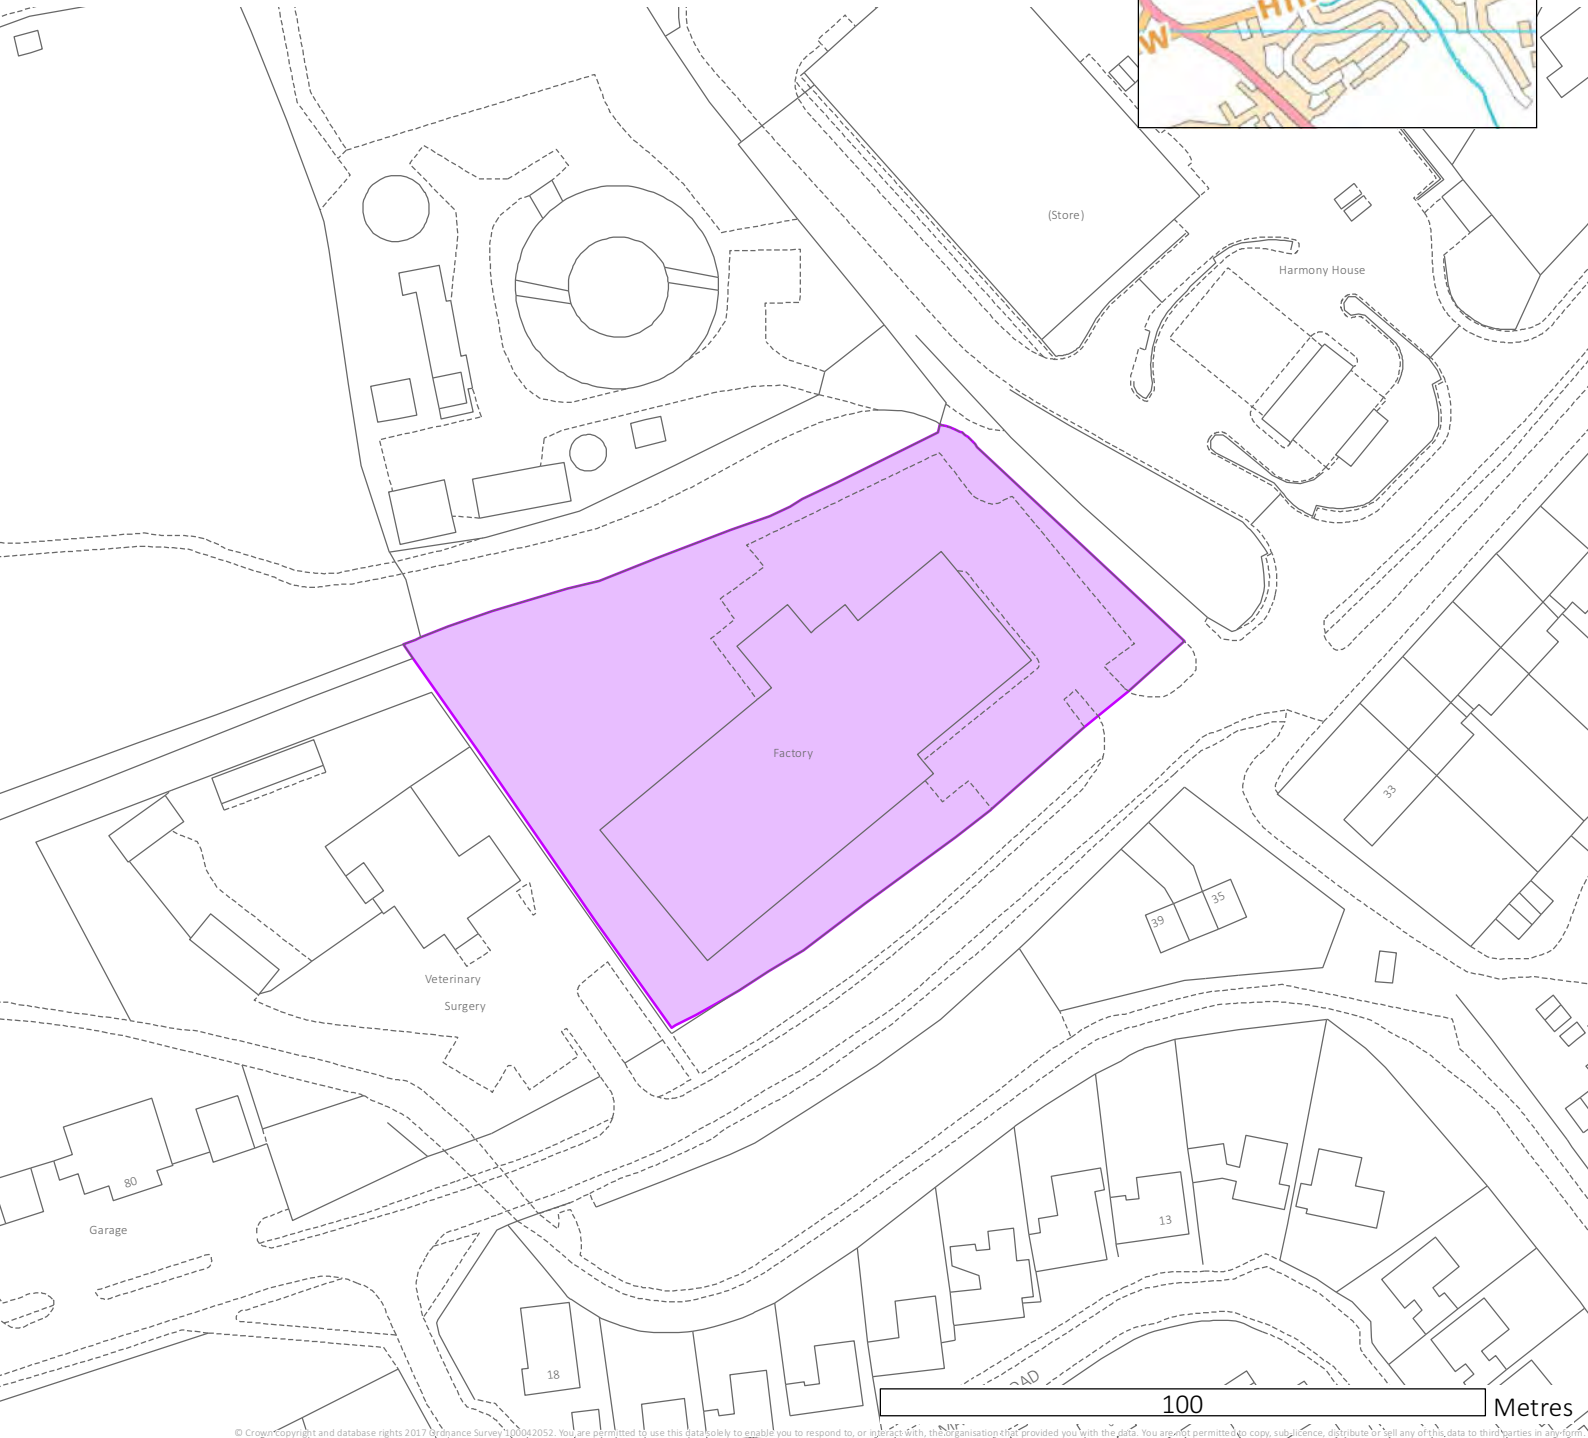 W
(Store)
Harmony House
Factory
33
39
35
Veterinary
Surgery
80
Garage
13
18
100
Metres
© Crown copyright and database rights 2017 Ordnance Survey 100042052. You are permitted to use this data solely to enable you to respond to, or interact with, the organisation that provided you with the data. You are not permitted to copy, sub-licence, distribute or sell any of this data to third parties in any form.